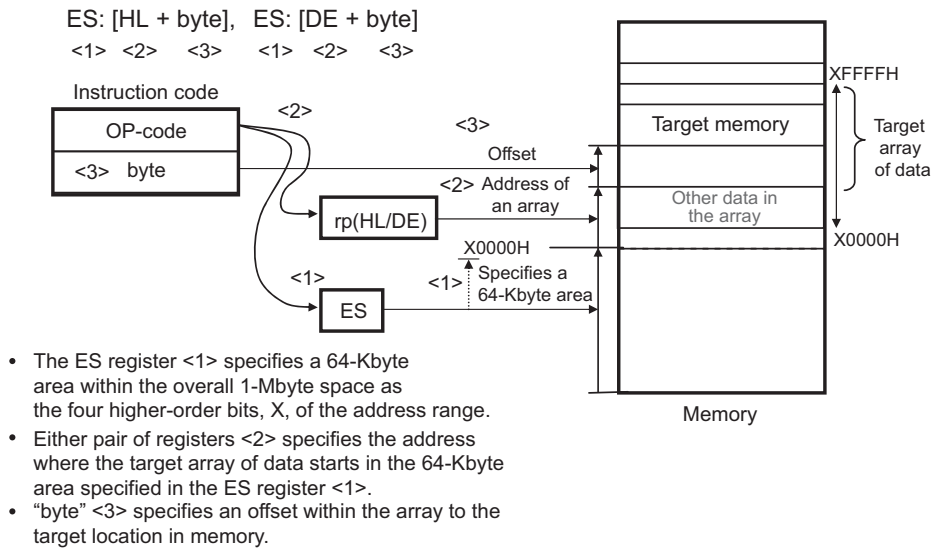 ES: [HL + byte], ES: [DE + byte]
<1> <2> <3> <1> <2> <3>
Instruction code
OP-code
<3> byte
<2>
<3>
Offset
<2> Address of
an array
rp(HL/DE)
X0000H
<1>
<1> Specifies a
64-Kbyte area
ES
XFFFFH
Target memory
Target
array
of data
Other data in
the array
X0000H
Memory
• The ES register <1> specifies a 64-Kbyte
area within the overall 1-Mbyte space as
the four higher-order bits, X, of the address range.
• Either pair of registers <2> specifies the address
where the target array of data starts in the 64-Kbyte
area specified in the ES register <1>.
• “byte” <3> specifies an offset within the array to the
target location in memory.